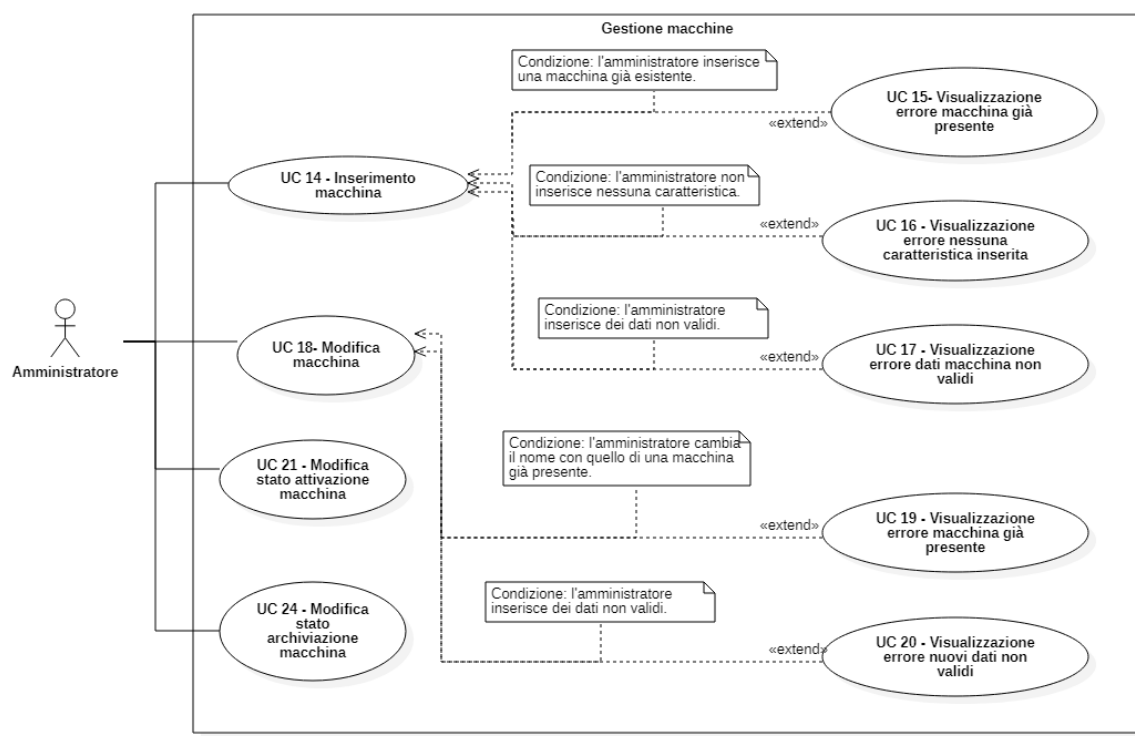 Gestione macchine
Condizione: l'amministratore inserisce
una macchina già esistente.
UC 15- Visualizzazione
errore macchina già
presente
«extend»
UC 14 - Inserimento
macchina
Condizione: l'amministratore non
inserisce nessuna caratteristica.
«extend»
UC 16 - Visualizzazione
errore nessuna
caratteristica inserita
Condizione: l'amministratore
inserisce dei dati non validi.
«extend»
UC 17 - Visualizzazione
errore dati macchina non
validi
UC 18- Modifica
macchina
Amministratore
Condizione: l'amministratore cambia
il nome con quello di una macchina
già presente.
UC 21 - Modifica
stato attivazione
macchina
«extend»
UC 19 - Visualizzazione
errore macchina già
presente
Condizione: l'amministratore
inserisce dei dati non validi.
UC 24 - Modifica
stato
archiviazione
macchina
«extend»
UC 20 - Visualizzazione
errore nuovi dati non
validi